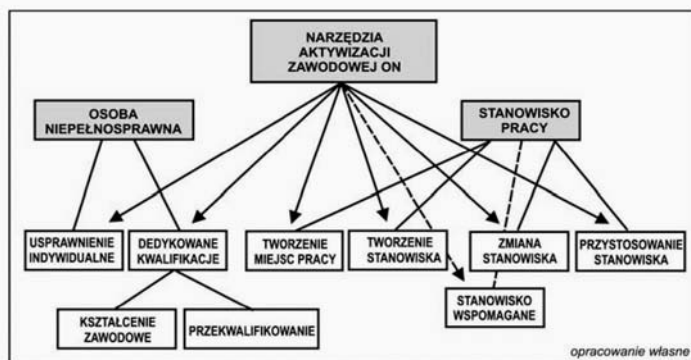 NARZĘDZIA
AKTYWIZACJI
ZAWODOWEJ ON
OSOBA
NIEPEŁNOSPRAWNA
STANOWISKO
PRACY
USPRAWNIENIE
INDYWIDUALNE
DEDYKOWANE
KWALIFIKACJE
TWORZENIE
MIEJSC PRACY
TWORZENIE
STANOWISKA
ZMIANA
STANOWISKA
PRZYSTOSOWANIE
STANOWISKA
KSZTAŁCENIE
ZAWODOWE
PRZEKWALIFIKOWANIE
STANOWISKO
WSPOMAGANE
opracowanie własne